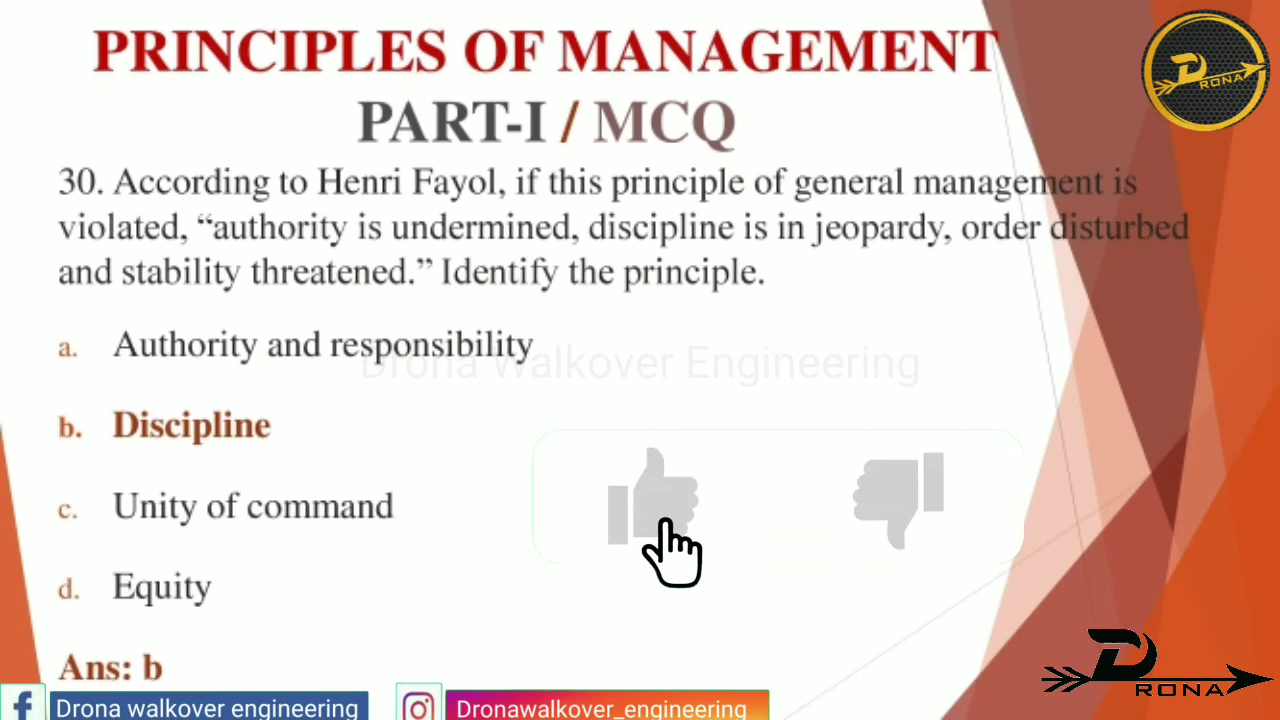 PRINCIPLES OF MANAGEMENT
PART-I / MCQ
30. According to Henri Fayol, if this principle of general management is
violated, “authority is undermined, discipline is in jeopardy, order disturbed
and stability threatened.” Identify the principle.
a. Authority and responsibility
Drona Walkover Engineering
b. Discipline
c. Unity of command
d. Equity
Ans: b
Drona walkover engineering
Dronawalkover_engineering
DRONA
DRONA